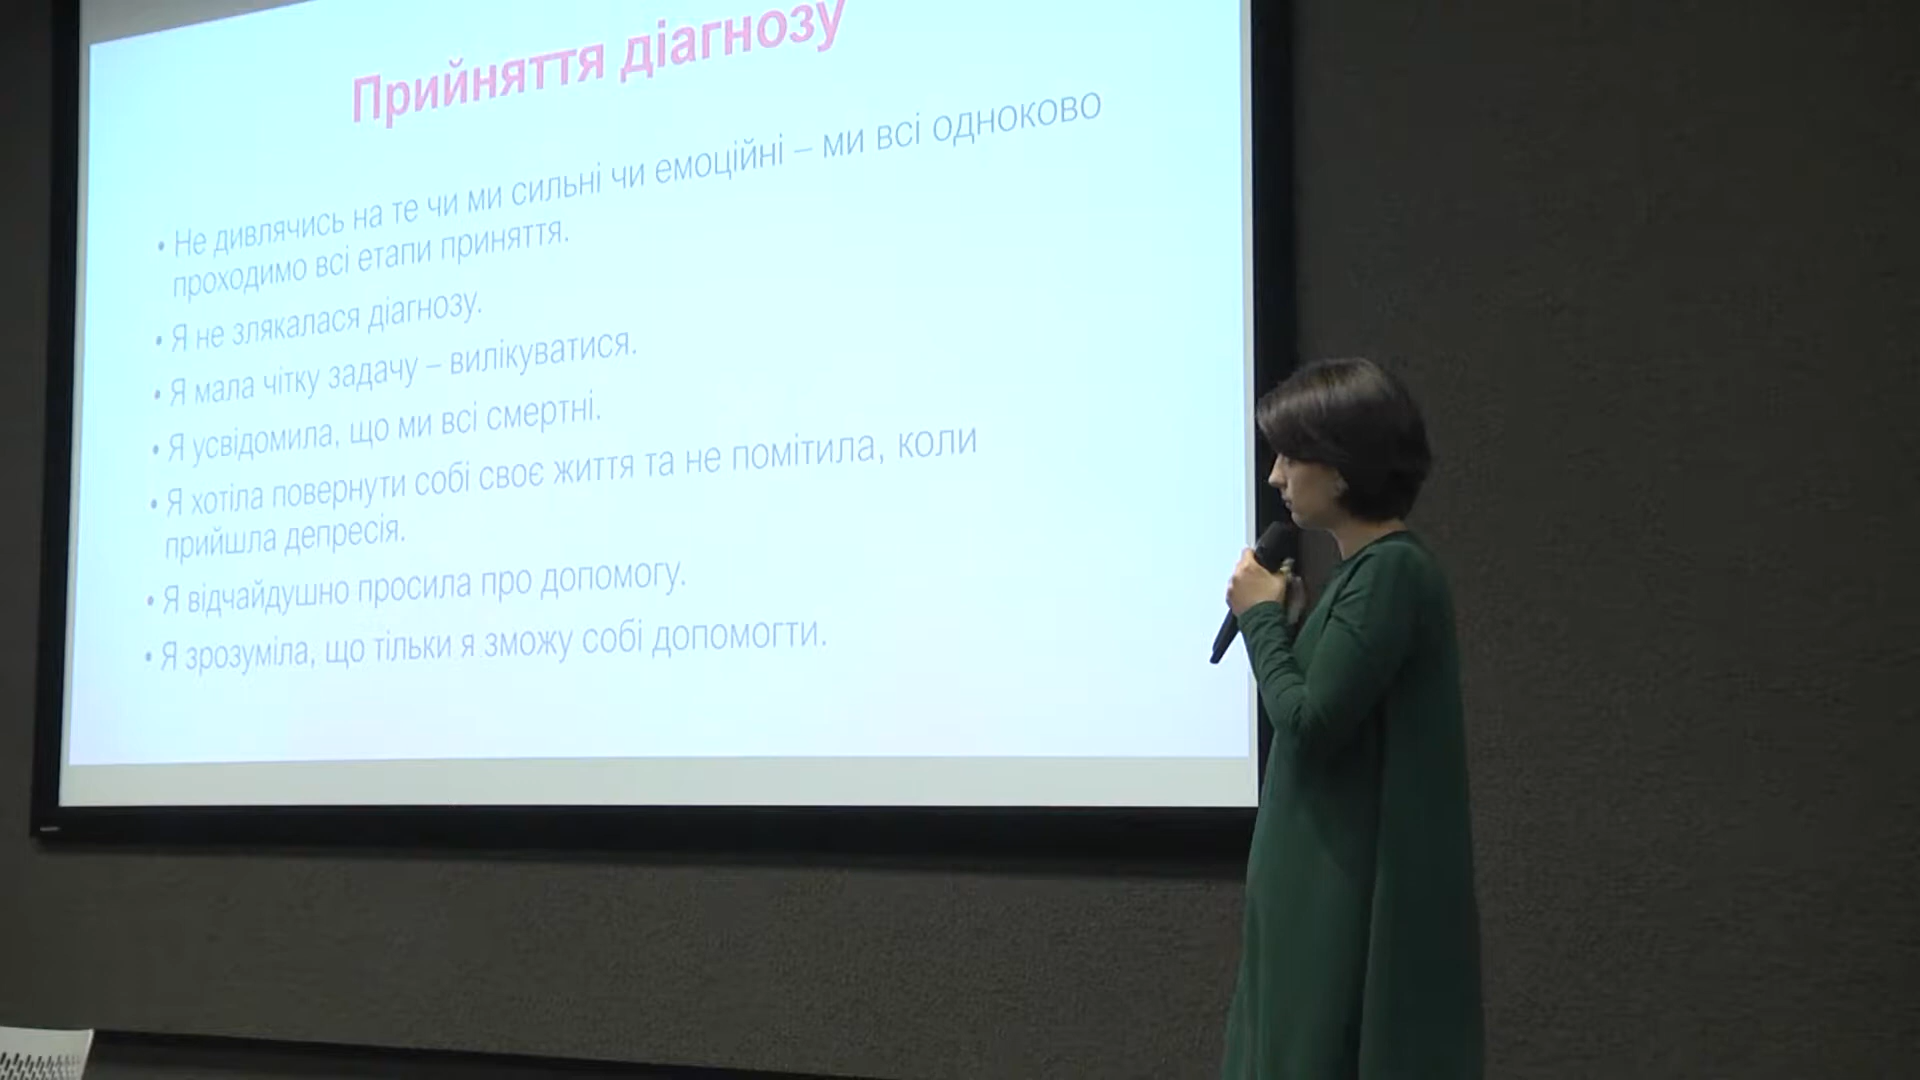 Прийняття діагнозу
• Не дивлячись на те чи ми сильні чи емоційні – ми всі одноково
проходимо всі етапи приняття.
• Я не злякалася діагнозу.
• Я мала чітку задачу – вилікуватися.
• Я усвідомила, що ми всі смертні.
• Я хотіла повернути собі своє життя та не помітила, коли
прийшла депресія.
• Я відчайдушно просила про допомогу.
• Я зрозуміла, що тільки я зможу собі допомогти.